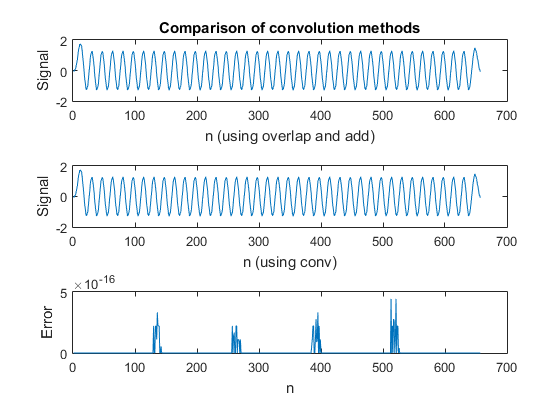 Comparison of convolution methods
2
0
-2
Signal
0 100 200 300 400 500 600 700
n (using overlap and add)
2
0
-2
Signal
0 100 200 300 400 500 600 700
n (using conv)
×10-16
5
0
Error
0 100 200 300 400 500 600 700
n